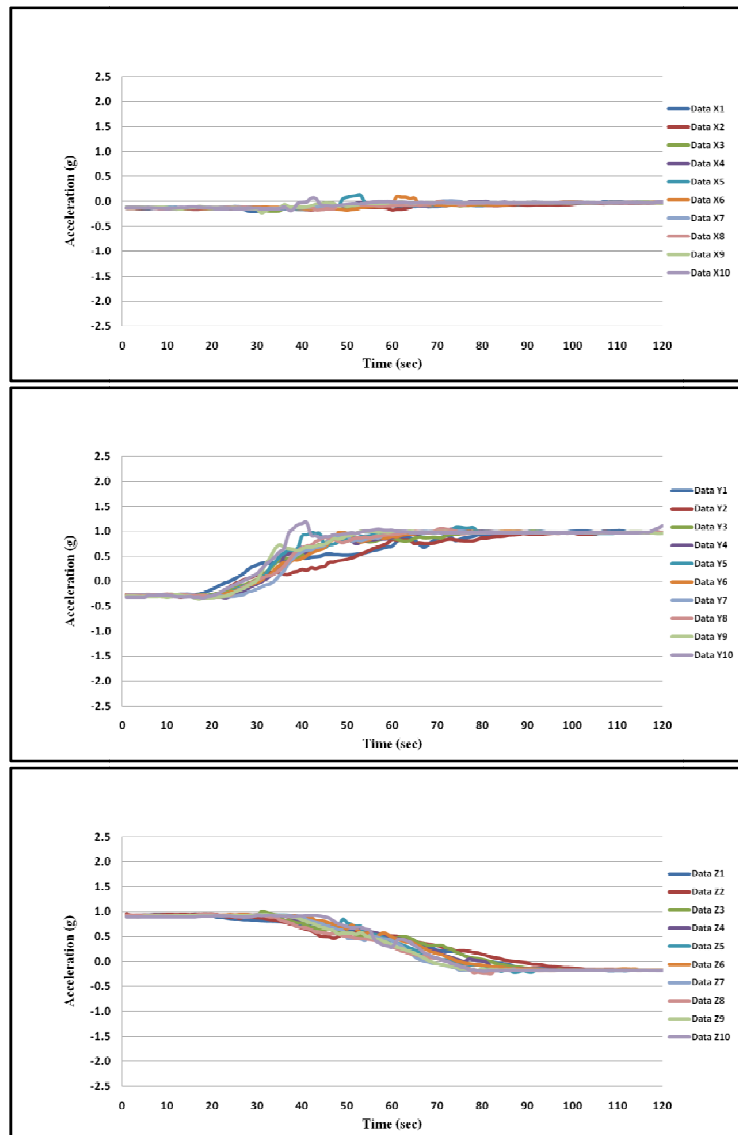 2.5
2.0
1.5
1.0
0.5
0.0
-0.5
-1.0
-1.5
-2.0
-2.5
Acceleration (g)
0 10 20 30 40 50 60 70 80 90 100 110 120
Time (sec)
Data X1
Data X2
Data X3
Data X4
Data X5
Data X6
Data X7
Data X8
Data X9
Data X10
2.5
2.0
1.5
1.0
0.5
0.0
-0.5
-1.0
-1.5
-2.0
-2.5
Acceleration (g)
0 10 20 30 40 50 60 70 80 90 100 110 120
Time (sec)
Data Y1
Data Y2
Data Y3
Data Y4
Data Y5
Data Y6
Data Y7
Data Y8
Data Y9
Data Y10
2.5
2.0
1.5
1.0
0.5
0.0
-0.5
-1.0
-1.5
-2.0
-2.5
Acceleration (g)
0 10 20 30 40 50 60 70 80 90 100 110 120
Time (sec)
Data Z1
Data Z2
Data Z3
Data Z4
Data Z5
Data Z6
Data Z7
Data Z8
Data Z9
Data Z10